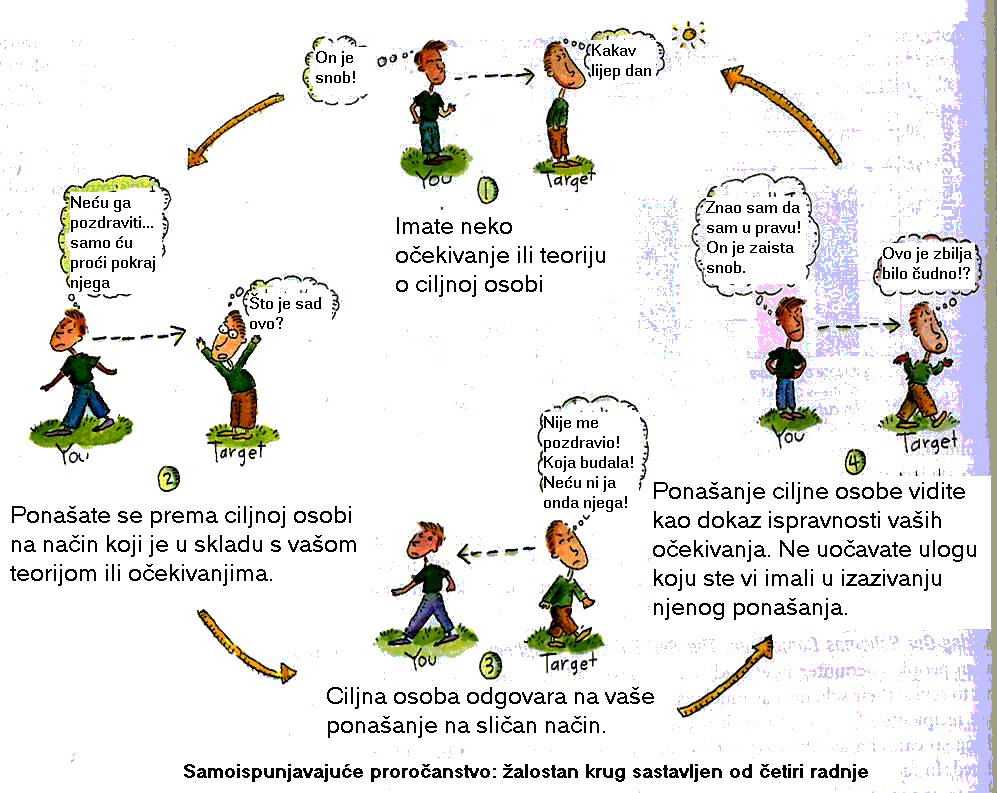 On je
snob!
Kakav
lijep dan
You
Target
1
Imate neko
očekivanje ili teoriju
o ciljnoj osobi
Neću ga
pozdraviti...
samo ću
proći pokraj
njega
Što je sad
ovo?
You
Target
2
Ponašate se prema ciljnoj osobi
na način koji je u skladu s vašom
teorijom ili očekivanjima.
Nije me
pozdravio!
Koja budala!
Neću ni ja
onda njega!
You
Target
3
Ciljna osoba odgovara na vaše
ponašanje na sličan način.
Znao sam da
sam u pravu!
On je zaista
snob.
Ovo je zbilja
bilo čudno!?
You
Target
4
Ponašanje ciljne osobe vidite
kao dokaz ispravnosti vaših
očekivanja. Ne uočavate ulogu
koju ste vi imali u izazivanju
njenog ponašanja.
Samoispunjavajuće proročanstvo: žalostan krug sastavljen od četiri radnje